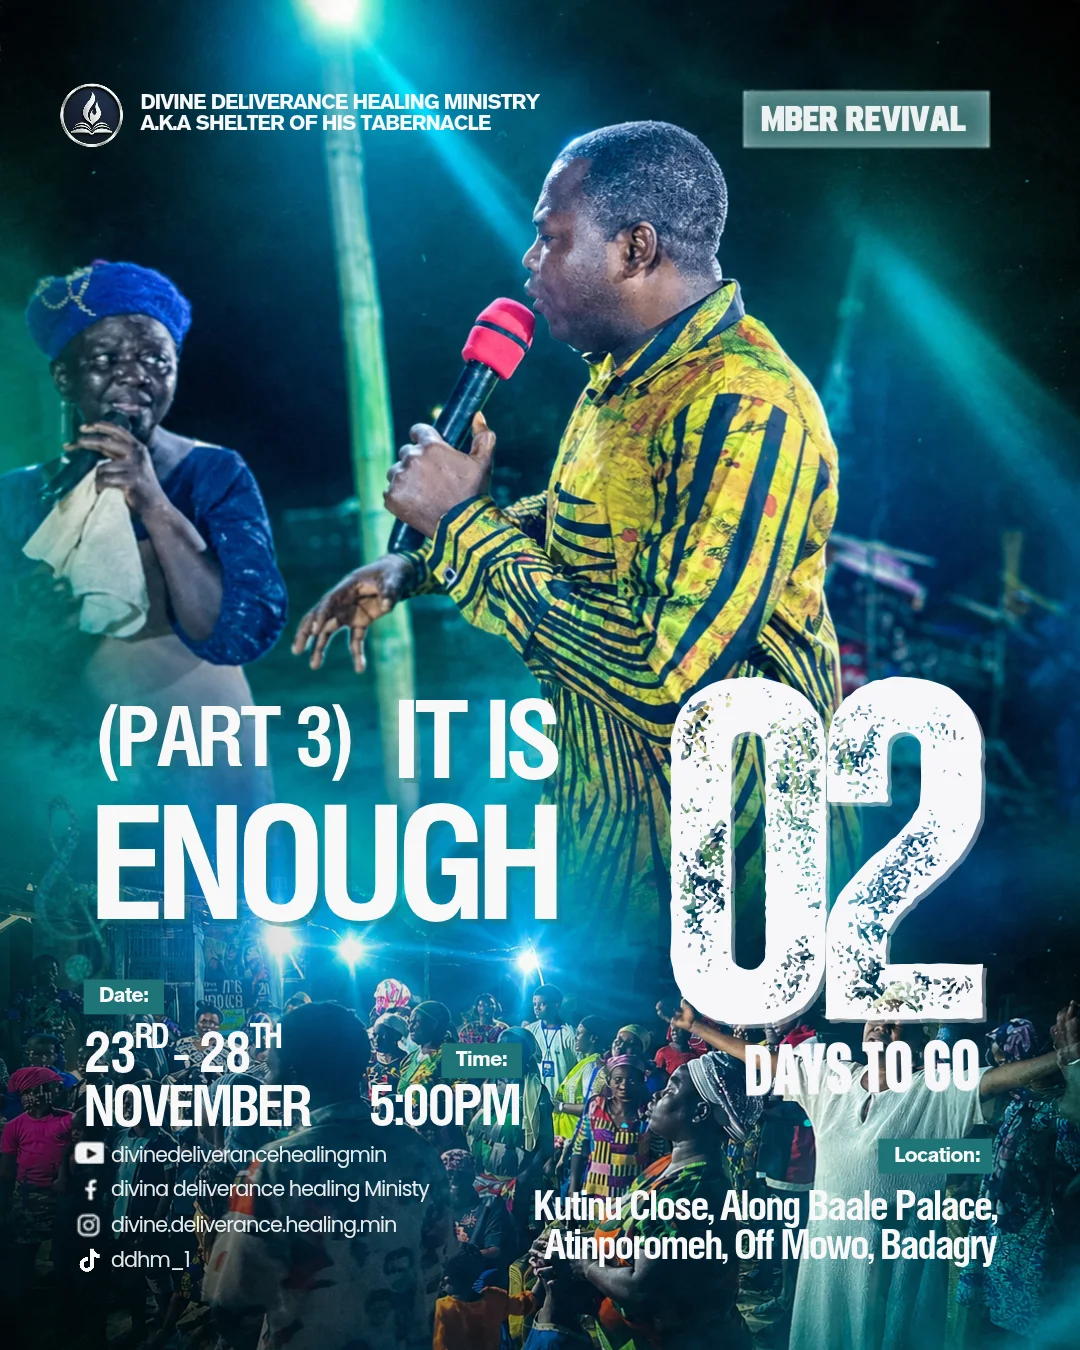 DIVINE DELIVERANCE HEALING MINISTRY
A.K.A SHELTER OF HIS TABERNACLE
MBER REVIVAL
(PART 3) IT IS
ENOUGH
02
DAYS TO GO
Date:
23RD - 28TH
NOVEMBER
Time:
5:00PM
divinedeliverancehealingmin
divina deliverance healing Ministy
divine.deliverance.healing.min
ddhm_1
Location:
Kutinu Close, Along Baale Palace,
Atinporomeh, Off Mowo, Badagry